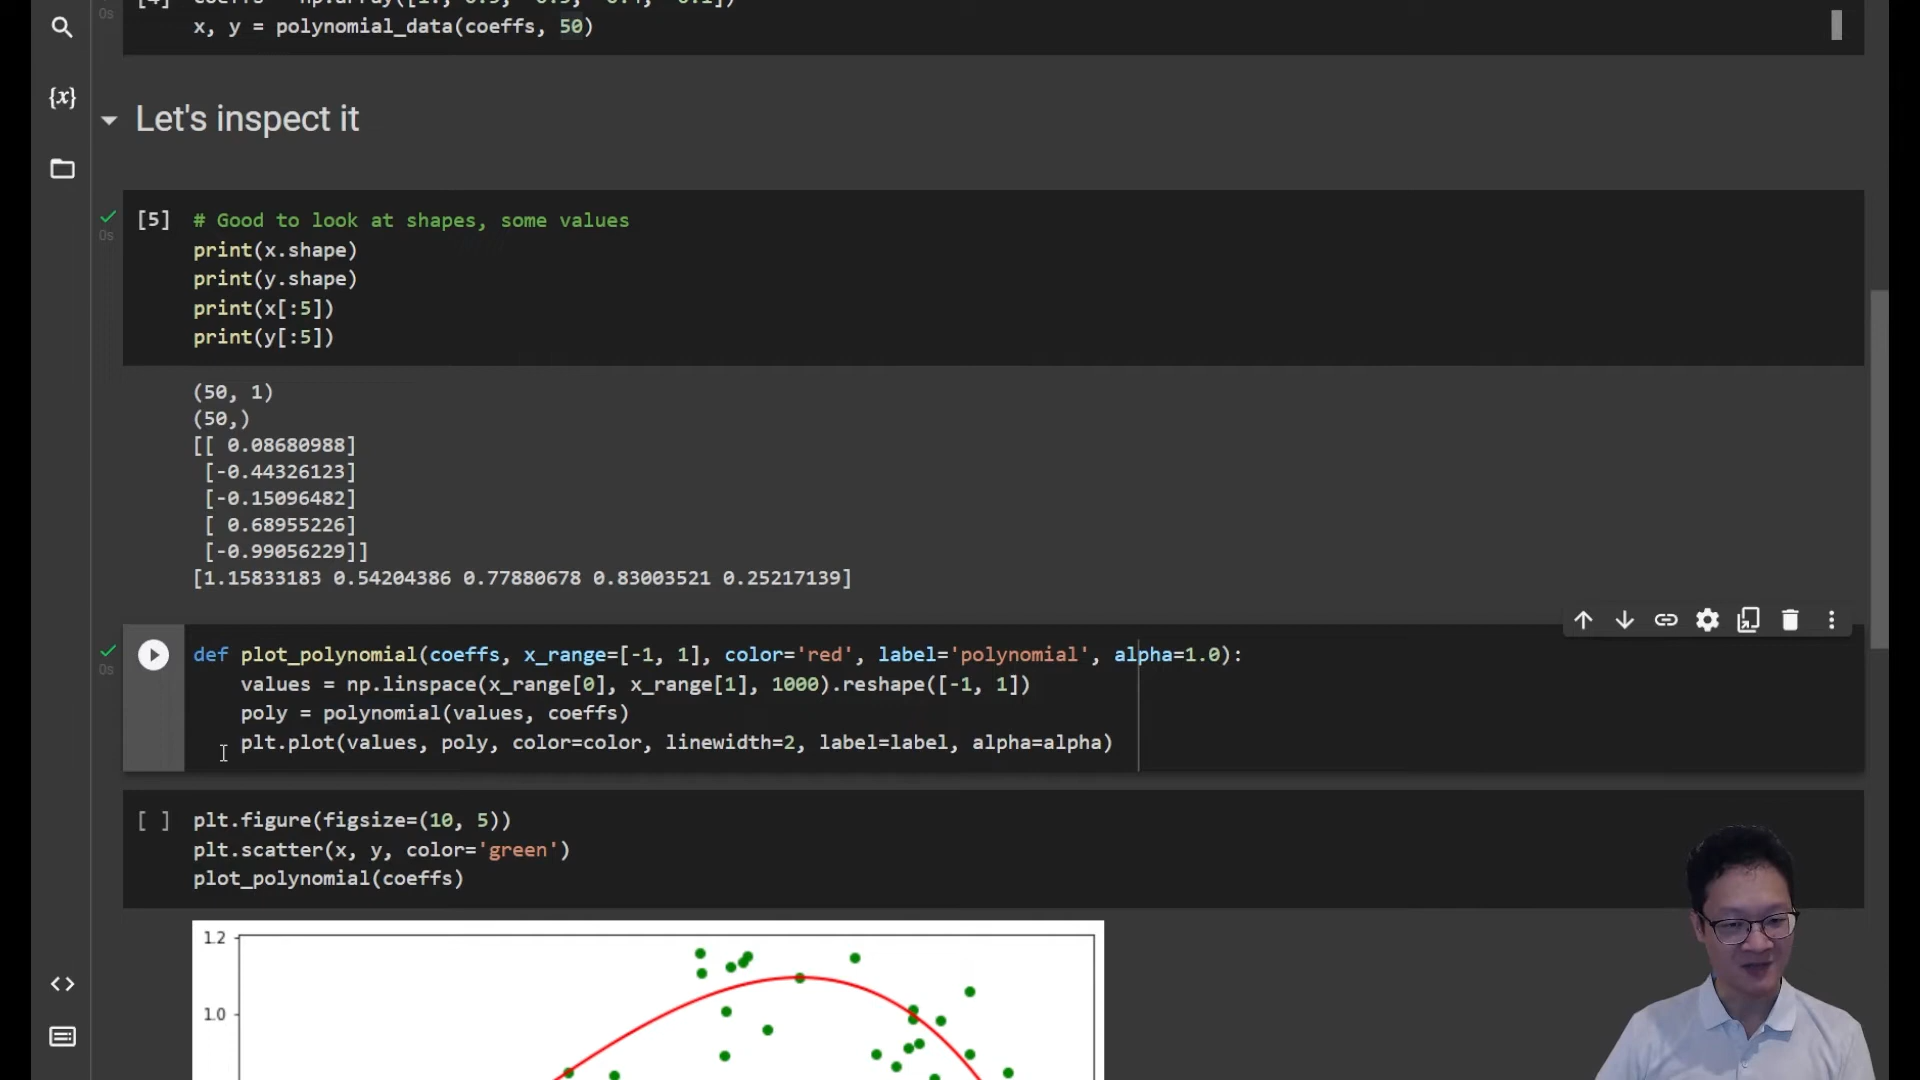 x, y = polynomial_data(coeffs, 50)
{x}
Let's inspect it
[5] # Good to look at shapes, some values
0s
print(x.shape)
print(y.shape)
print(x[:5])
print(y[:5])
(50, 1)
(50,)
[[ 0.08680988]
[-0.44326123]
[-0.15096482]
[ 0.68955226]
[-0.99056229]]
[1.15833183 0.54204386 0.77880678 0.83003521 0.25217139]
def plot_polynomial(coeffs, x_range=[-1, 1], color='red', label='polynomial', alpha=1.0):
0s
values = np.linspace(x_range[0], x_range[1], 1000).reshape([-1, 1])
poly = polynomial(values, coeffs)
plt.plot(values, poly, color=color, linewidth=2, label=label, alpha=alpha)
[ ] plt.figure(figsize=(10, 5))
plt.scatter(x, y, color='green')
plot_polynomial(coeffs)
1.2
1.0